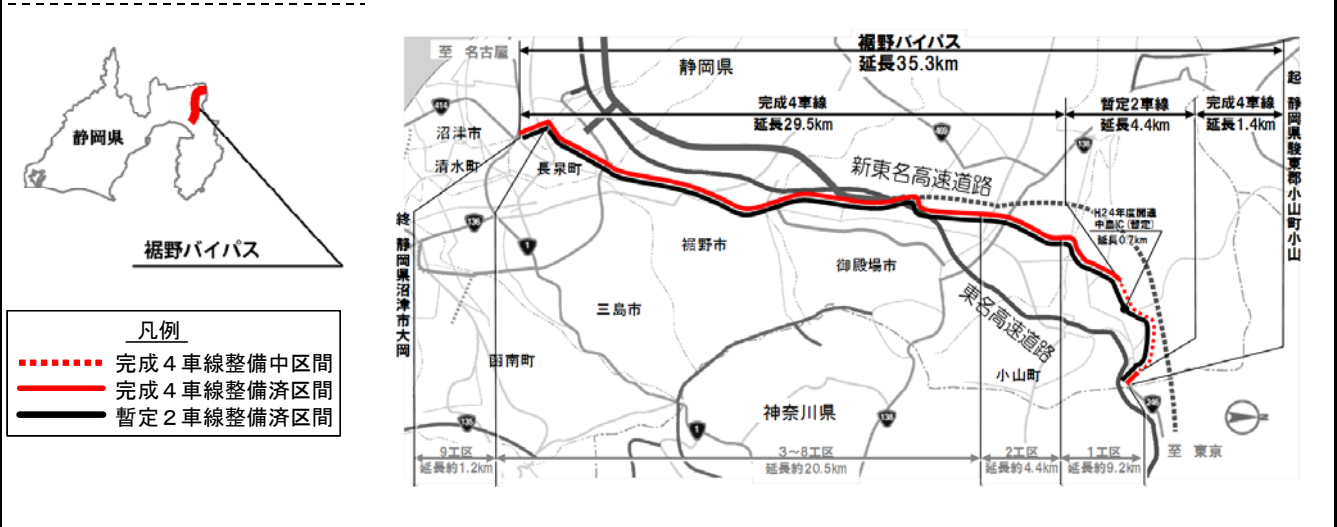 静岡県
裾野バイパス
凡例
完成４車線整備中区間
完成４車線整備済区間
暫定２車線整備済区間
至 名古屋
裾野バイパス
延長35.3km
静岡県
完成4車線
延長29.5km
暫定2車線
延長4.4km
完成4車線
延長1.4km
起 静岡県駿東郡小山町小山
終 静岡県沼津市大岡
414
沼津市
清水町
長泉町
469
138
新東名高速道路
H24年度開通
中島IC(暫定)
延長0.7km
136
1
裾野市
御殿場市
三島市
東名高速道路
函南町
小山町
神奈川県
135
1
138
246
N
至 東京
9工区
延長約1.2km
3～8工区
延長約20.5km
2工区
延長約4.4km
1工区
延長約9.2km